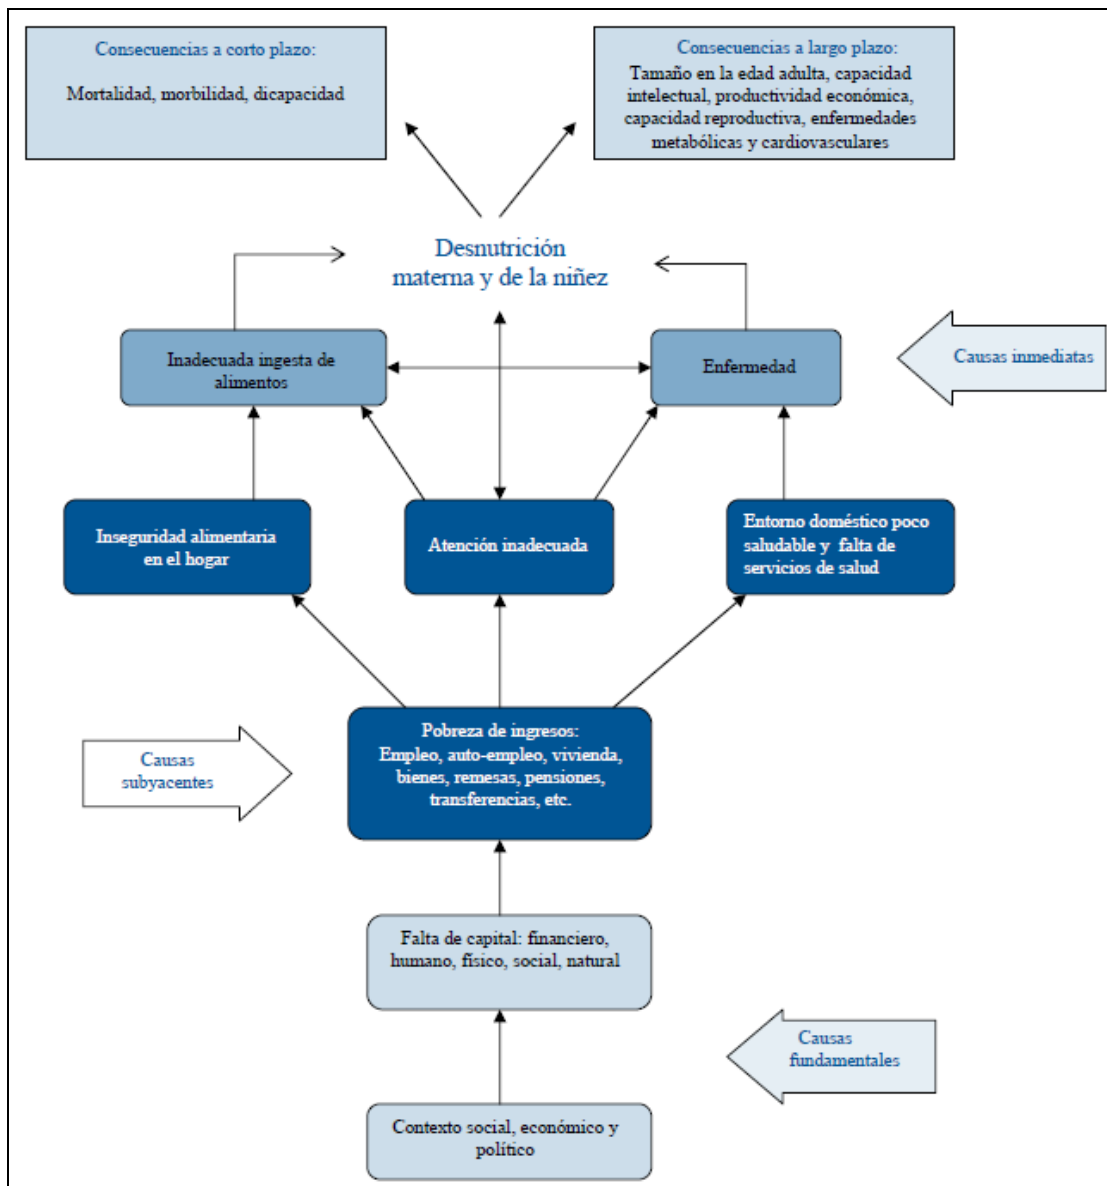 Consecuencias a corto plazo:
Mortalidad, morbilidad, dicapacidad
Consecuencias a largo plazo:
Tamaño en la edad adulta, capacidad
intelectual, productividad económica,
capacidad reproductiva, enfermedades
metabólicas y cardiovasculares
Desnutrición
materna y de la niñez
Inadecuada ingesta de
alimentos
Enfermedad
Causas inmediatas
Inseguridad alimentaria
en el hogar
Atención inadecuada
Entorno doméstico poco
saludable y falta de
servicios de salud
Causas
subyacentes
Pobreza de ingresos:
Empleo, auto-empleo, vivienda,
bienes, remesas, pensiones,
transferencias, etc.
Falta de capital: financiero,
humano, físico, social, natural
Causas
fundamentales
Contexto social, económico y
político